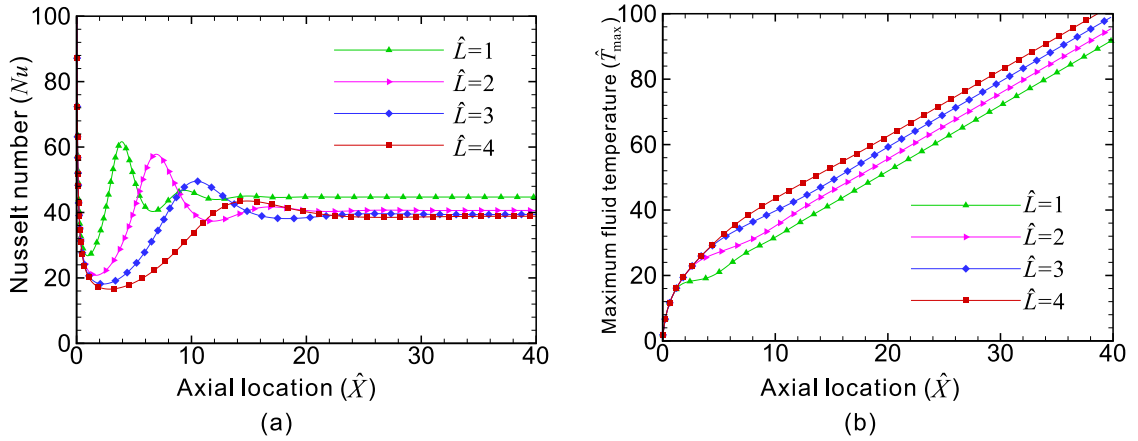 100
80
60
40
20
0
Nusselt number (Nu)
L̂=1
L̂=2
L̂=3
L̂=4
0 10 20 30 40
Axial location (X̂)
(a)
100
80
60
40
20
0
Maximum fluid temperature (T̂max)
L̂=1
L̂=2
L̂=3
L̂=4
0 10 20 30 40
Axial location (X̂)
(b)